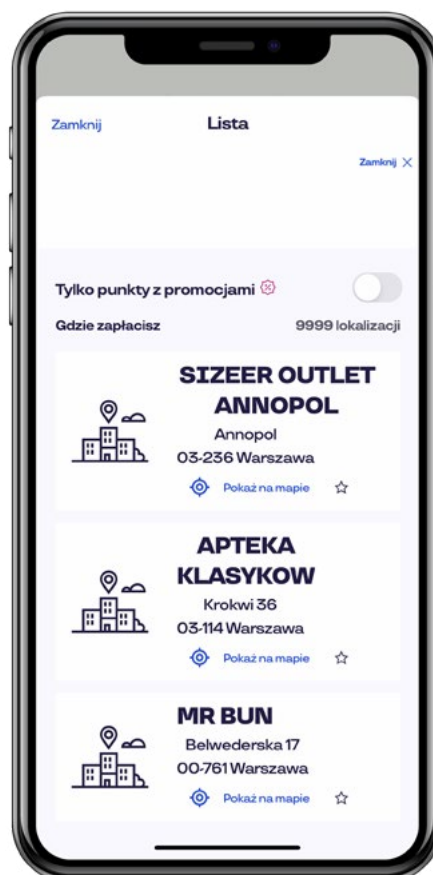 Zamknij Lista
Zamknij
Tylko punkty z promocjami
Gdzie zapłacisz 9999 lokalizacji
SIZEER OUTLET
ANNOPOL
Annopol
03-236 Warszawa
Pokaż na mapie
APTEKA
KLASYKOW
Krokwi 36
03-114 Warszawa
Pokaż na mapie
MR BUN
Belwederska 17
00-761 Warszawa
Pokaż na mapie